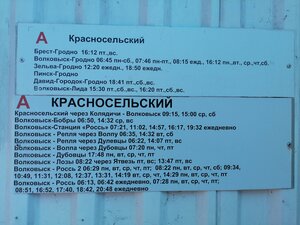 А Красносельский
Брест-Гродно 16:12 пт.,вс.
Волковыск-Гродно 06:45 пн-сб., 07:46 пн-пт., 08:15 ежд., 16:12 пн.,вт.,ср.,чт.,сб.
Зельва-Гродно 12:20 ежедн., 18:50 ежедн.
Пинск-Гродно
Давид-Городок-Гродно 18:41 пт.,сб.,вс.
Волковыск-Лида 15:30 пт.,сб.,вс., 16:20 пт., сб.,вс.
А КРАСНОСЕЛЬСКИЙ
Красносельский через Колядичи - Волковыск 09:15, 15:00 ср, сб
Волковыск-Бобры 06:50, 14:32 ср, вс
Волковыск-Станция «Россь» 07:21, 11:02, 14:57, 16:17, 19:32 ежедневно
Волковыск - Репля через Волпу 06:35, 14:32 вт, сб
Волковыск - Репля через Дулевцы 06:22, 14:07 пт, вс
Волковыск - Волпа через Дубовцы 07:20 пн, чт, пт
Волковыск - Дубовцы 17:48 пн, вт, ср, чт, пт
Волковыск - Лозы 08:22 через Ятвезь пт, вс; 13:47 пт, вс
Волковыск - Россь 2 06:29 пн, вт, ср, чт, пт; 08:22 пн, вт, ср, чт, сб; 09:34,
10:49, 11:31, 12:08, 12:37, 13:31, 14:19 вт, ср, чт, 14:29 пн, вт, ср, чт, пт
Волковыск - Россь 06:13, 06:42 ежедневно, 07:28 пн, вт, ср, чт, пт;
08:51, 16:52, 17:40, 18:42, 20:48 ежедневно